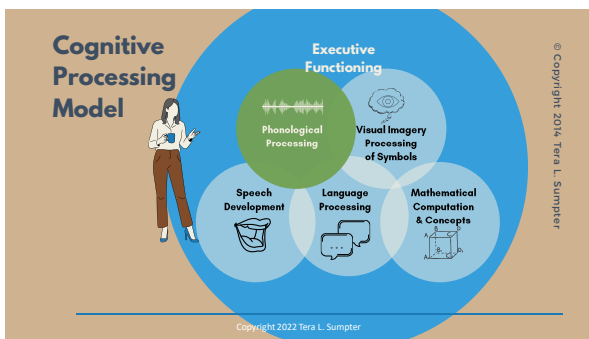 Cognitive
Processing
Model
Executive
Functioning
Phonological
Processing
Visual Imagery
Processing
of Symbols
Speech
Development
Language
Processing
Mathematical
Computation
& Concepts
© Copyright 2014 Tera L. Sumpter
Copyright 2022 Tera L. Sumpter